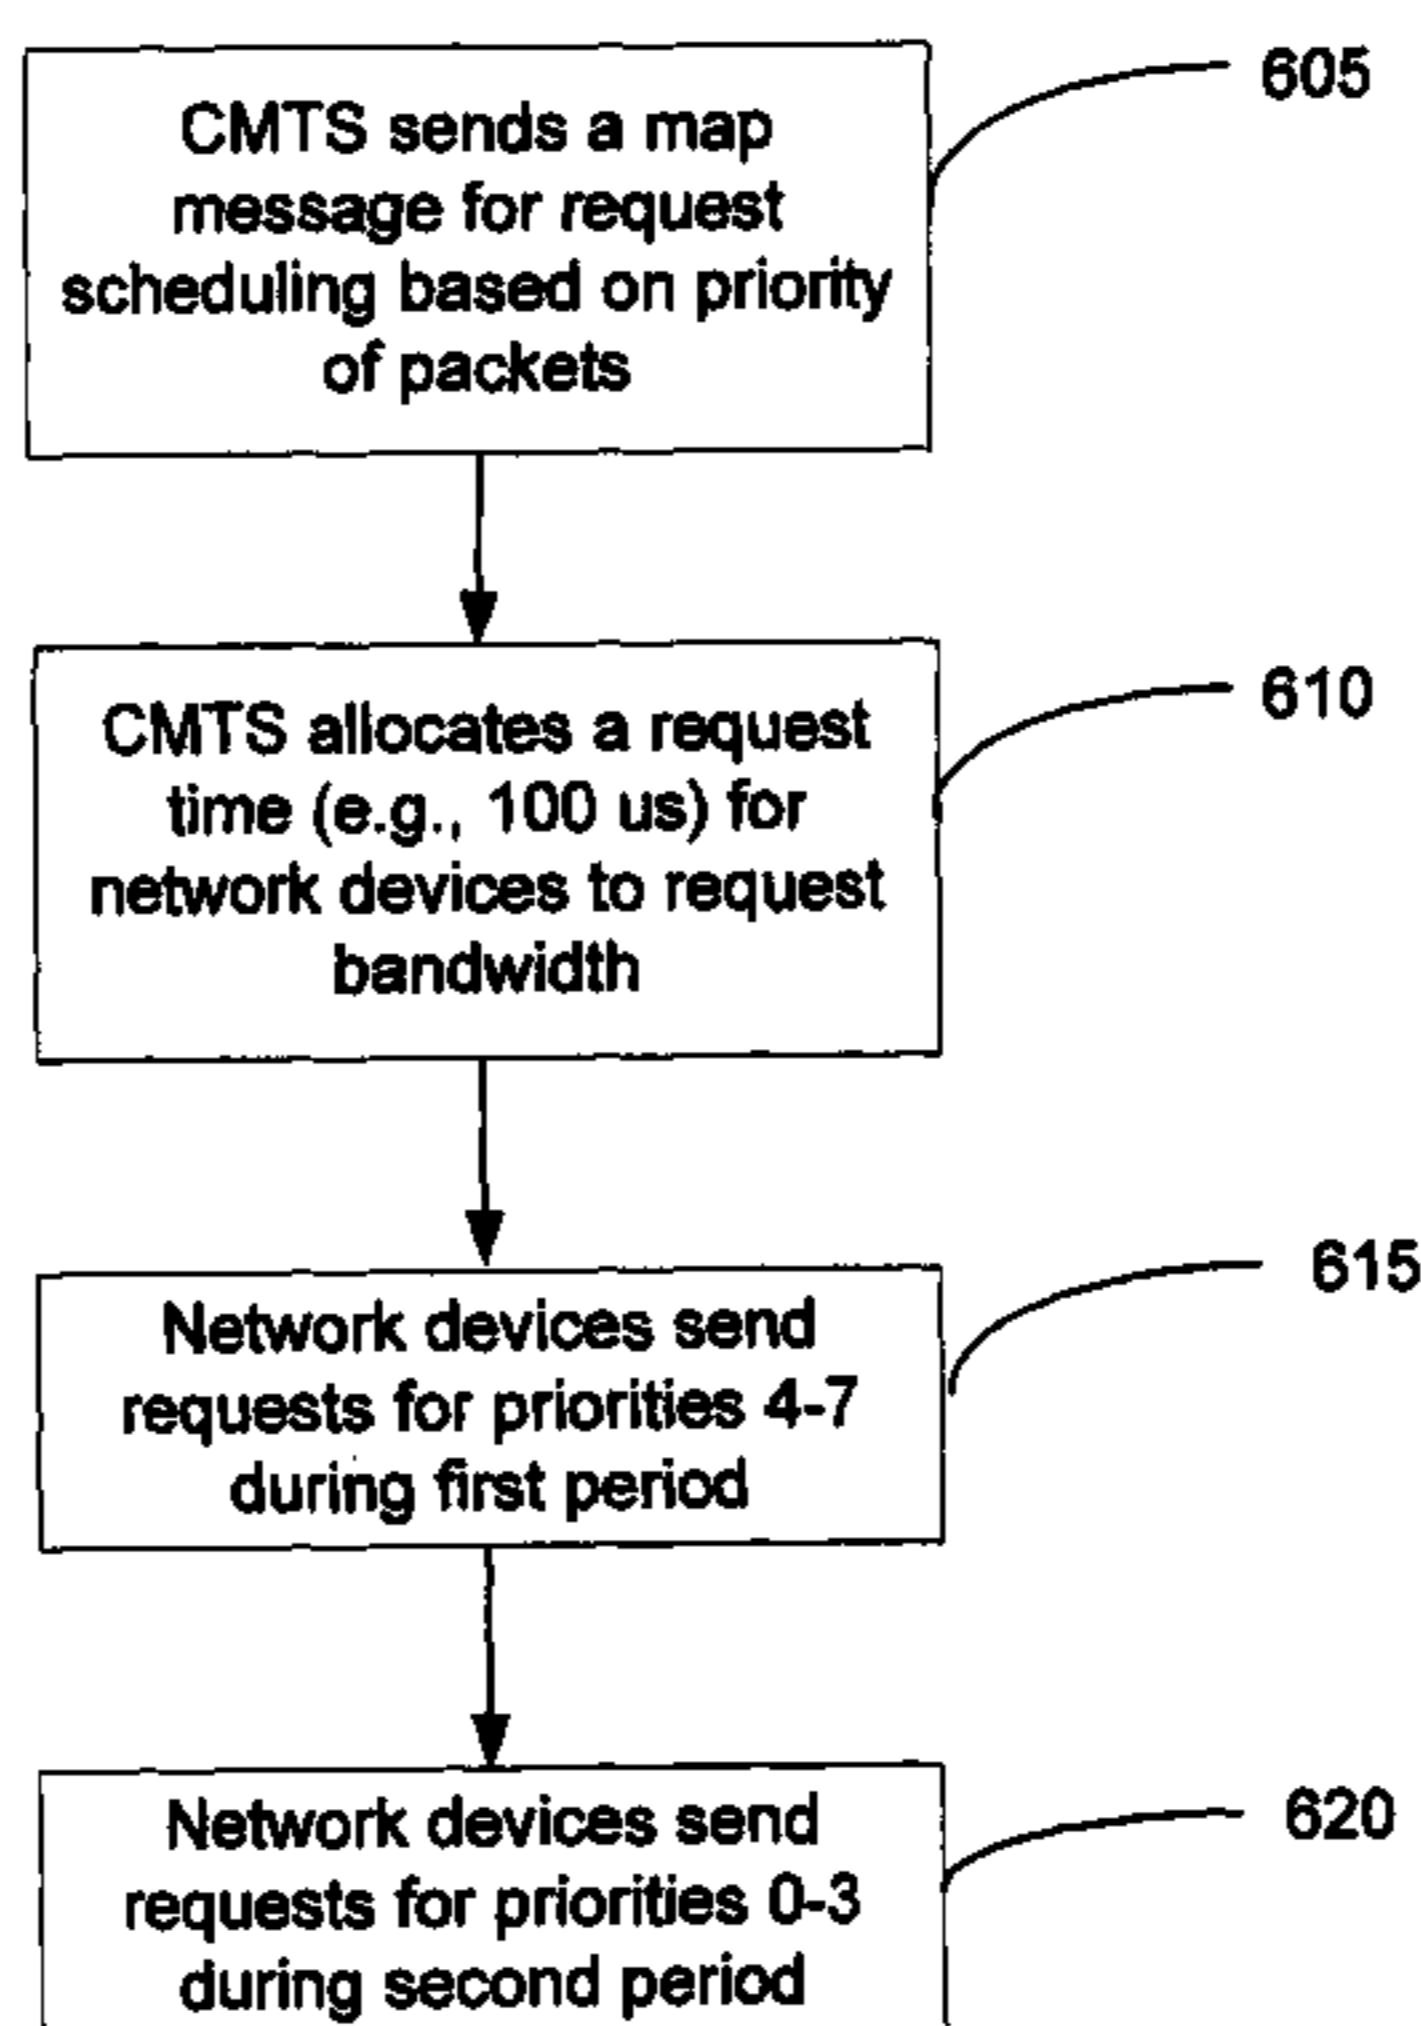 CMTS sends a map
message for request
scheduling based on priority
of packets
605
CMTS allocates a request
time (e.g., 100 us) for
network devices to request
bandwidth
610
Network devices send
requests for priorities 4-7
during first period
615
Network devices send
requests for priorities 0-3
during second period
620